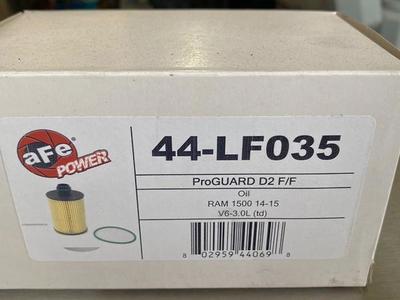 aFe
POWER
44-LF035
ProGUARD D2 F/F
Oil
RAM 1500 14-15
V6-3.0L (td)
8 02959 44069 8